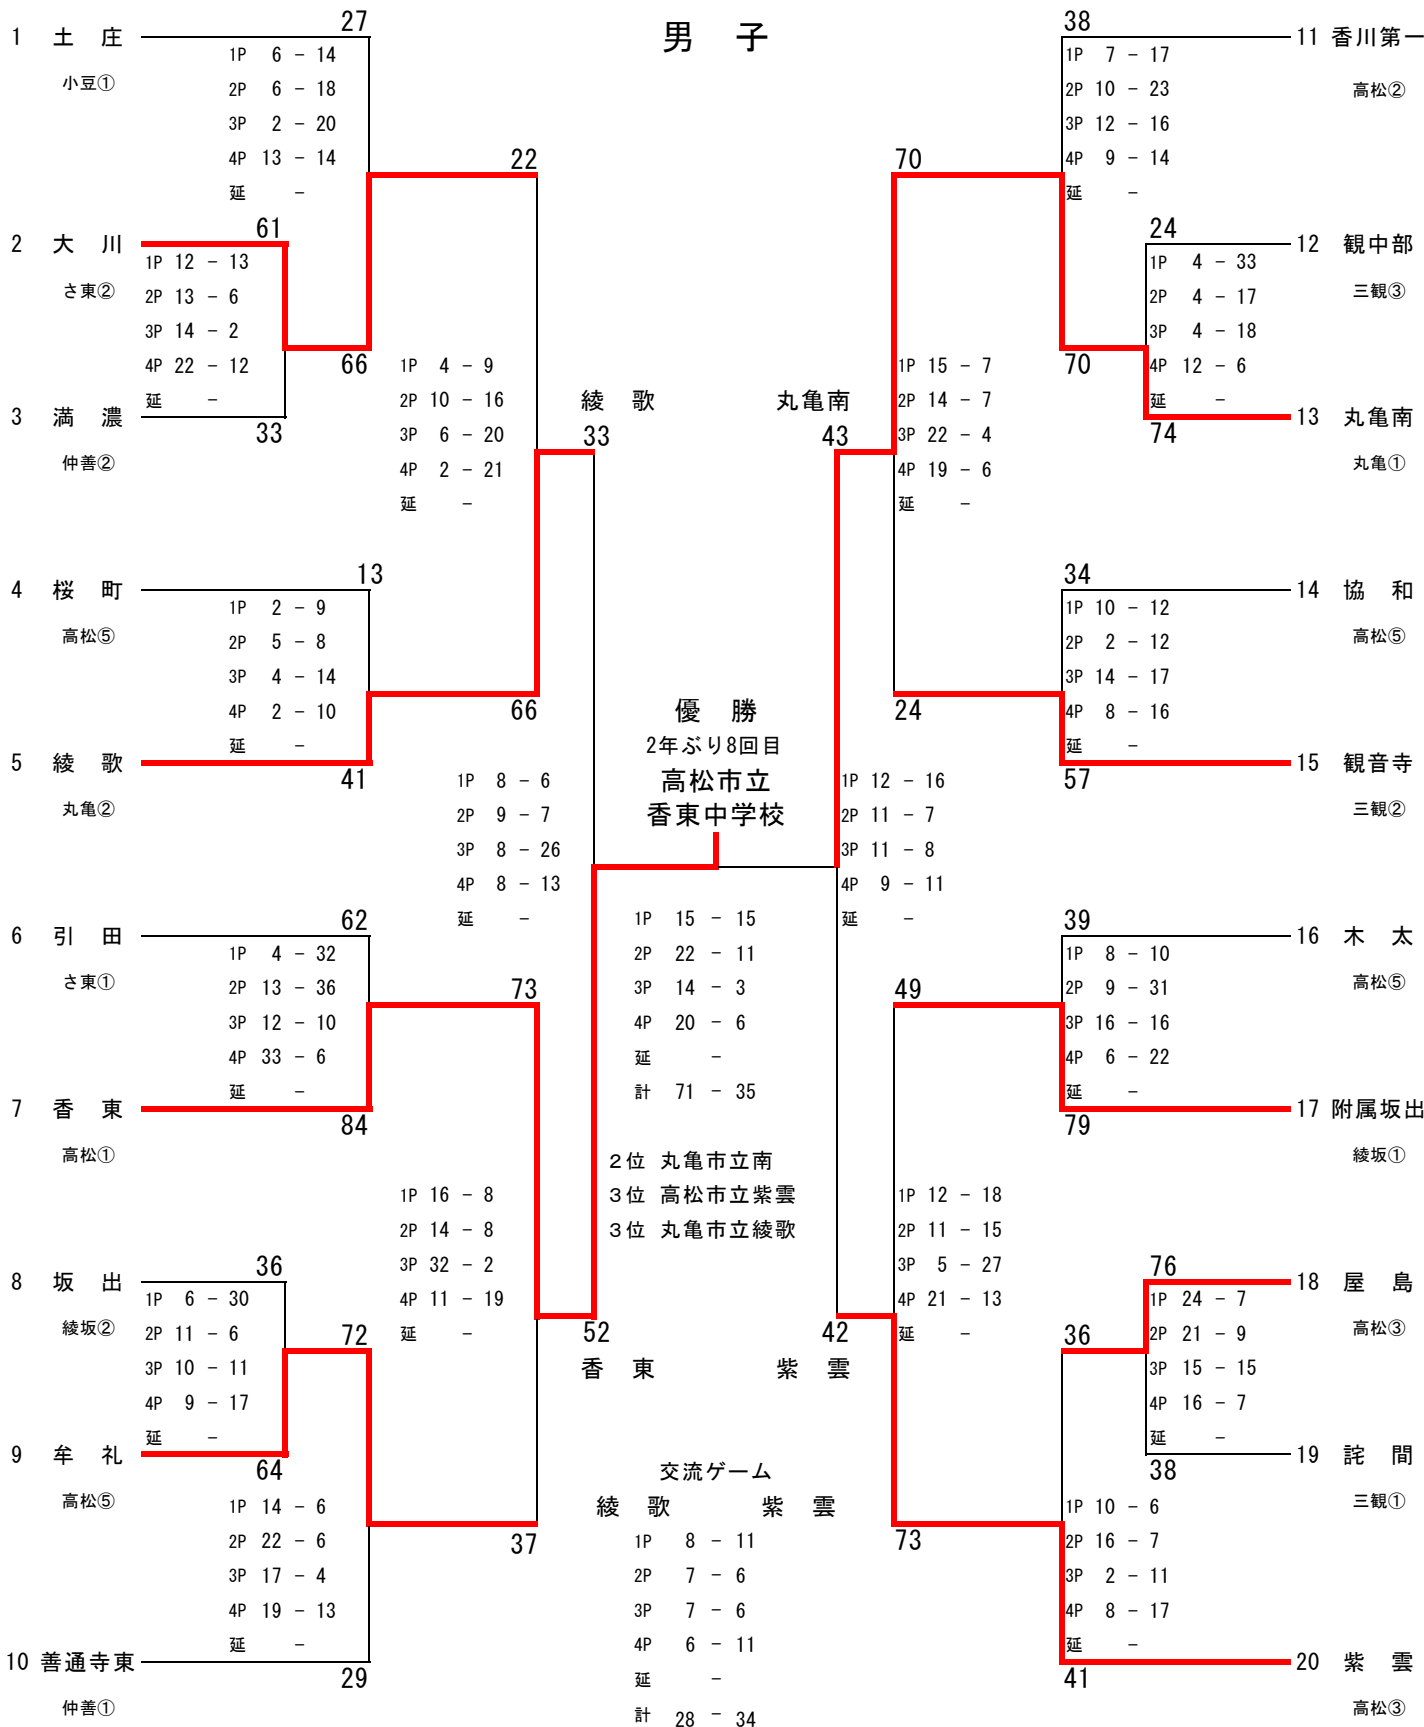 男　子
1 土　庄
小豆①
27
1P 6 － 14
2P 6 － 18
3P 2 － 20
4P 13 － 14
延 －
2 大　川
さ東②
61
1P 12 － 13
2P 13 － 6
3P 14 － 2
4P 22 － 12
延 －
3 満　濃
仲善②
33
66
22
1P 4 － 9
2P 10 － 16
3P 6 － 20
4P 2 － 21
延 －
4 桜　町
高松⑤
13
1P 2 － 9
2P 5 － 8
3P 4 － 14
4P 2 － 10
延 －
5 綾　歌
丸亀②
41
66
綾　歌
33
1P 8 － 6
2P 9 － 7
3P 8 － 26
4P 8 － 13
延 －
6 引　田
さ東①
62
1P 4 － 32
2P 13 － 36
3P 12 － 10
4P 33 － 6
延 －
7 香　東
高松①
84
73
1P 16 － 8
2P 14 － 8
3P 32 － 2
4P 11 － 19
延 －
8 坂　出
綾坂②
36
1P 6 － 30
2P 11 － 6
3P 10 － 11
4P 9 － 17
延 －
9 牟　礼
高松⑤
64
72
1P 14 － 6
2P 22 － 6
3P 17 － 4
4P 19 － 13
延 －
10 善通寺東
仲善①
29
37
52
香　東
優　勝
2年ぶり8回目
高松市立
香東中学校
1P 15 － 15
2P 22 － 11
3P 14 － 3
4P 20 － 6
延 －
計 71 － 35
２位 丸亀市立南
３位 高松市立紫雲
３位 丸亀市立綾歌
交流ゲーム
綾　歌 紫　雲
1P 8 － 11
2P 7 － 6
3P 7 － 6
4P 6 － 11
延 －
計 28 － 34
丸亀南
43
1P 12 － 16
2P 11 － 7
3P 11 － 8
4P 9 － 11
延 －
42
紫　雲
70
1P 15 － 7
2P 14 － 7
3P 22 － 4
4P 19 － 6
延 －
24
38
11 香川第一
高松②
1P 7 － 17
2P 10 － 23
3P 12 － 16
4P 9 － 14
延 －
70
24
12 観中部
三観③
1P 4 － 33
2P 4 － 17
3P 4 － 18
4P 12 － 6
延 －
74
13 丸亀南
丸亀①
34
14 協　和
高松⑤
1P 10 － 12
2P 2 － 12
3P 14 － 17
4P 8 － 16
延 －
57
15 観音寺
三観②
39
16 木　太
高松⑤
1P 8 － 10
2P 9 － 31
3P 16 － 16
4P 6 － 22
延 －
79
17 附属坂出
綾坂①
49
1P 12 － 18
2P 11 － 15
3P 5 － 27
4P 21 － 13
延 －
73
76
18 屋　島
高松③
1P 24 － 7
2P 21 － 9
3P 15 － 15
4P 16 － 7
延 －
38
19 詫　間
三観①
36
1P 10 － 6
2P 16 － 7
3P 2 － 11
4P 8 － 17
延 －
41
20 紫　雲
高松③